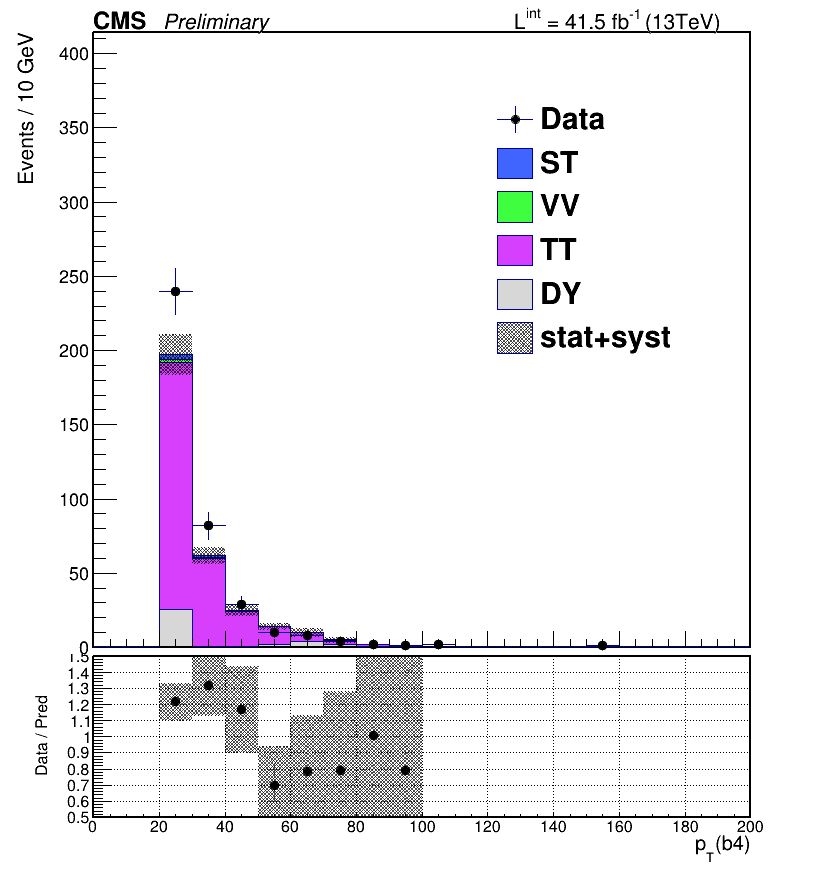 CMS Preliminary L^int = 41.5 fb^-1 (13TeV)
Events / 10 GeV
400
350
300
250
200
150
100
50
0
Data
ST
VV
TT
DY
stat+syst
Data / Pred
1.5
1.4
1.3
1.2
1.1
1
0.9
0.8
0.7
0.6
0.5
0 20 40 60 80 100 120 140 160 180 200
p_T(b4)